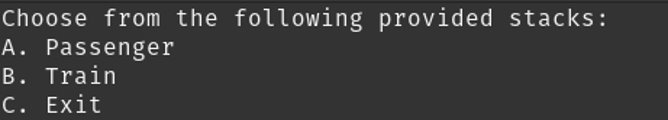 Choose from the following provided stacks:
A. Passenger
B. Train
C. Exit